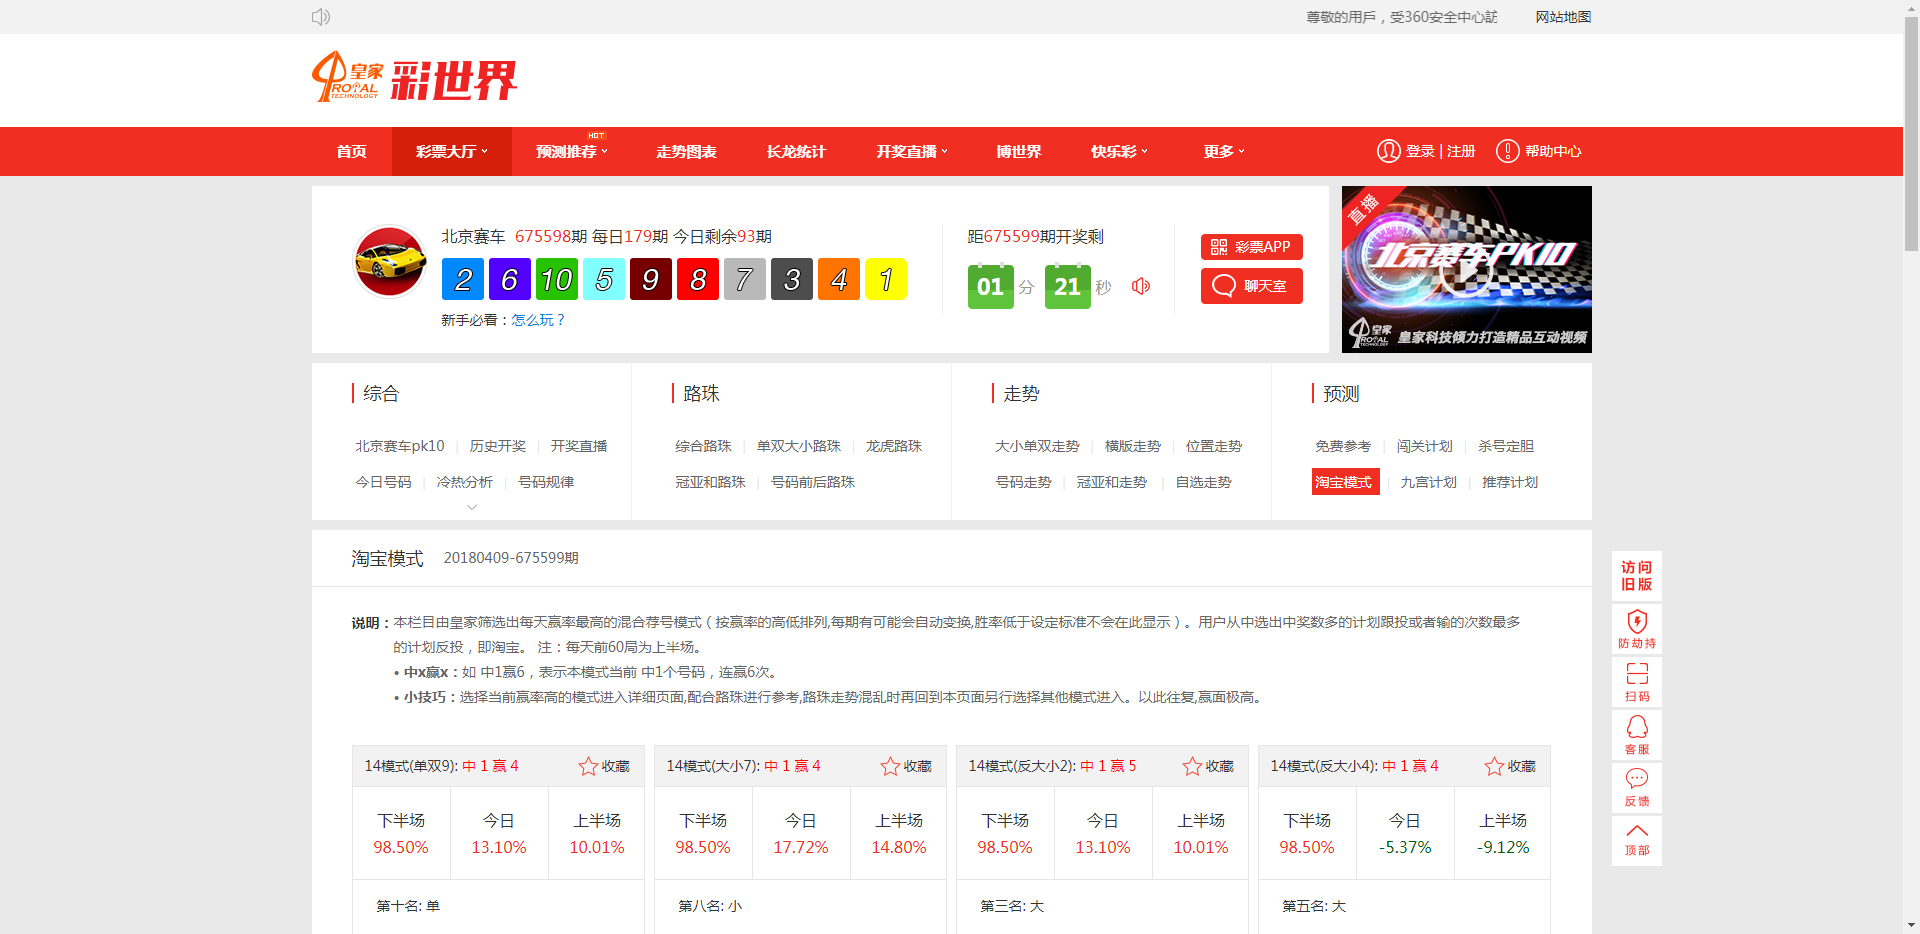 尊敬的用戶，受360安全中心訪
网站地图
皇家 ROYAL TECHNOLOGY 彩世界
HOT
首页 彩票大厅 预测推荐 走势图表 长龙统计 开奖直播 博世界 快乐彩 更多 登录 | 注册 帮助中心
北京赛车 675598期 每日179期 今日剩余93期
2 6 10 5 9 8 7 3 4 1
新手必看：怎么玩？
距675599期开奖剩
01 分 21 秒
彩票APP
聊天室
直播
北京赛车PK10
皇家 ROYAL TECHNOLOGY 皇家科技倾力打造精品互动视频
综合
北京赛车pk10 | 历史开奖 | 开奖直播
今日号码 | 冷热分析 | 号码规律
路珠
综合路珠 | 单双大小路珠 | 龙虎路珠
冠亚和路珠 | 号码前后路珠
走势
大小单双走势 | 横版走势 | 位置走势
号码走势 | 冠亚和走势 | 自选走势
预测
免费参考 | 闯关计划 | 杀号定胆
淘宝模式 | 九宫计划 | 推荐计划
淘宝模式 20180409-675599期
说明：本栏目由皇家筛选出每天赢率最高的混合荐号模式（按赢率的高低排列,每期有可能会自动变换,胜率低于设定标准不会在此显示）。用户从中选出中奖数多的计划跟投或者输的次数最多
的计划反投，即淘宝。 注：每天前60局为上半场。
• 中x赢x：如 中1赢6，表示本模式当前 中1个号码，连赢6次。
• 小技巧：选择当前赢率高的模式进入详细页面,配合路珠进行参考,路珠走势混乱时再回到本页面另行选择其他模式进入。以此往复,赢面极高。
14模式(单双9): 中 1 赢 4 收藏
下半场 今日 上半场
98.50% 13.10% 10.01%
第十名: 单
14模式(大小7): 中 1 赢 4 收藏
下半场 今日 上半场
98.50% 17.72% 14.80%
第八名: 小
14模式(反大小2): 中 1 赢 5 收藏
下半场 今日 上半场
98.50% 13.10% 10.01%
第三名: 大
14模式(反大小4): 中 1 赢 4 收藏
下半场 今日 上半场
98.50% -5.37% -9.12%
第五名: 大
访问
旧版
防劫持
扫码
客服
反馈
顶部